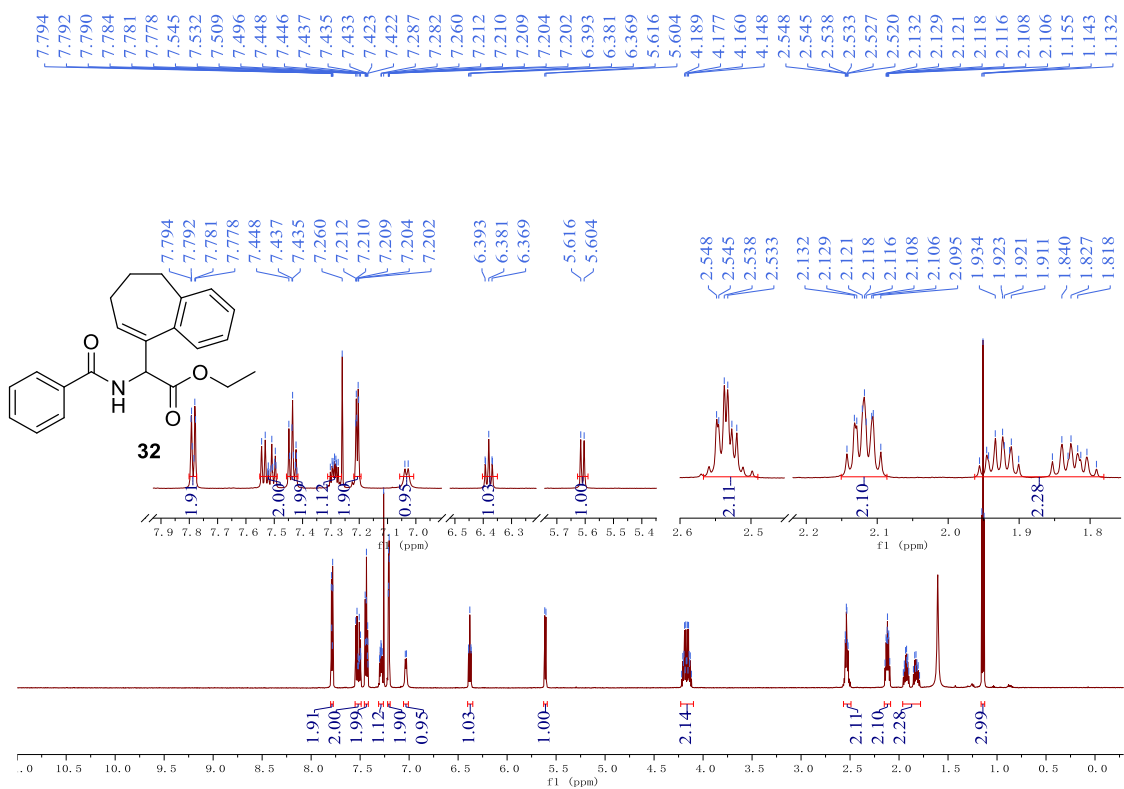 7.794 7.792 7.790 7.784 7.781 7.778 7.545 7.532 7.509 7.496 7.448 7.446 7.437 7.435 7.433 7.423 7.422 7.287 7.282 7.260 7.212 7.210 7.209 7.204 7.202 6.393 6.381 6.369 5.616 5.604 4.189 4.177 4.160 4.148 2.548 2.545 2.538 2.533 2.527 2.520 2.132 2.129 2.121 2.118 2.116 2.108 2.106 1.155 1.143 1.132
7.794 7.792 7.781 7.778 7.448 7.437 7.435 7.260 7.212 7.210 7.209 7.204 7.202 6.393 6.381 6.369 5.616 5.604 2.548 2.545 2.538 2.533 2.132 2.129 2.121 2.118 2.116 2.108 2.106 2.095 1.934 1.923 1.921 1.911 1.840 1.827 1.818
O
O
N
H
O
32
1.91 2.00 1.99 1.12 1.90 0.95 1.03 1.00 2.11 2.10 2.28
7.9 7.8 7.7 7.6 7.5 7.4 7.3 7.2 7.1 7.0 6.5 6.4 6.3 5.7 5.6 5.5 5.4 2.6 2.5 2.2 2.1 2.0 1.9 1.8
f1 (ppm) f1 (ppm)
1.91 2.00 1.99 1.12 1.90 0.95 1.03 1.00 2.14 2.11 2.10 2.28 2.99
.0 10.5 10.0 9.5 9.0 8.5 8.0 7.5 7.0 6.5 6.0 5.5 5.0 4.5 4.0 3.5 3.0 2.5 2.0 1.5 1.0 0.5 0.0
f1 (ppm)